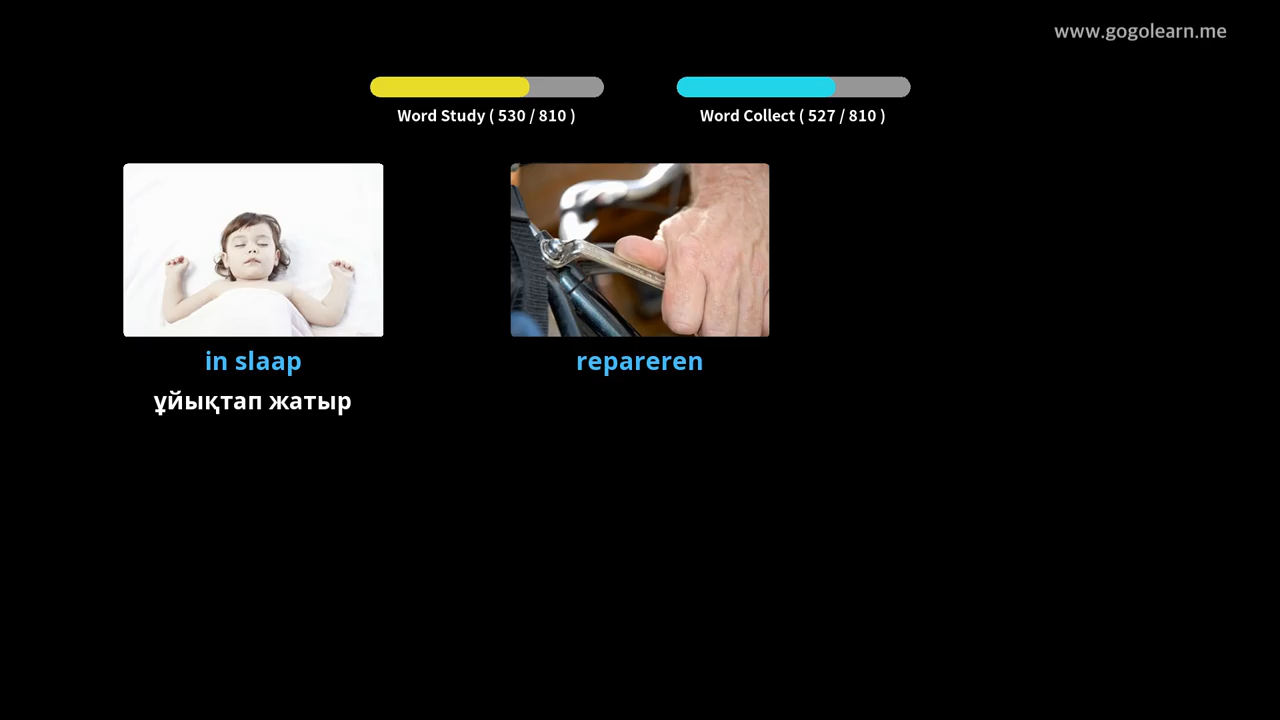 www.gogolearn.me
Word Study ( 530 / 810 )
Word Collect ( 527 / 810 )
in slaap
repareren
ұйықтап жатыр